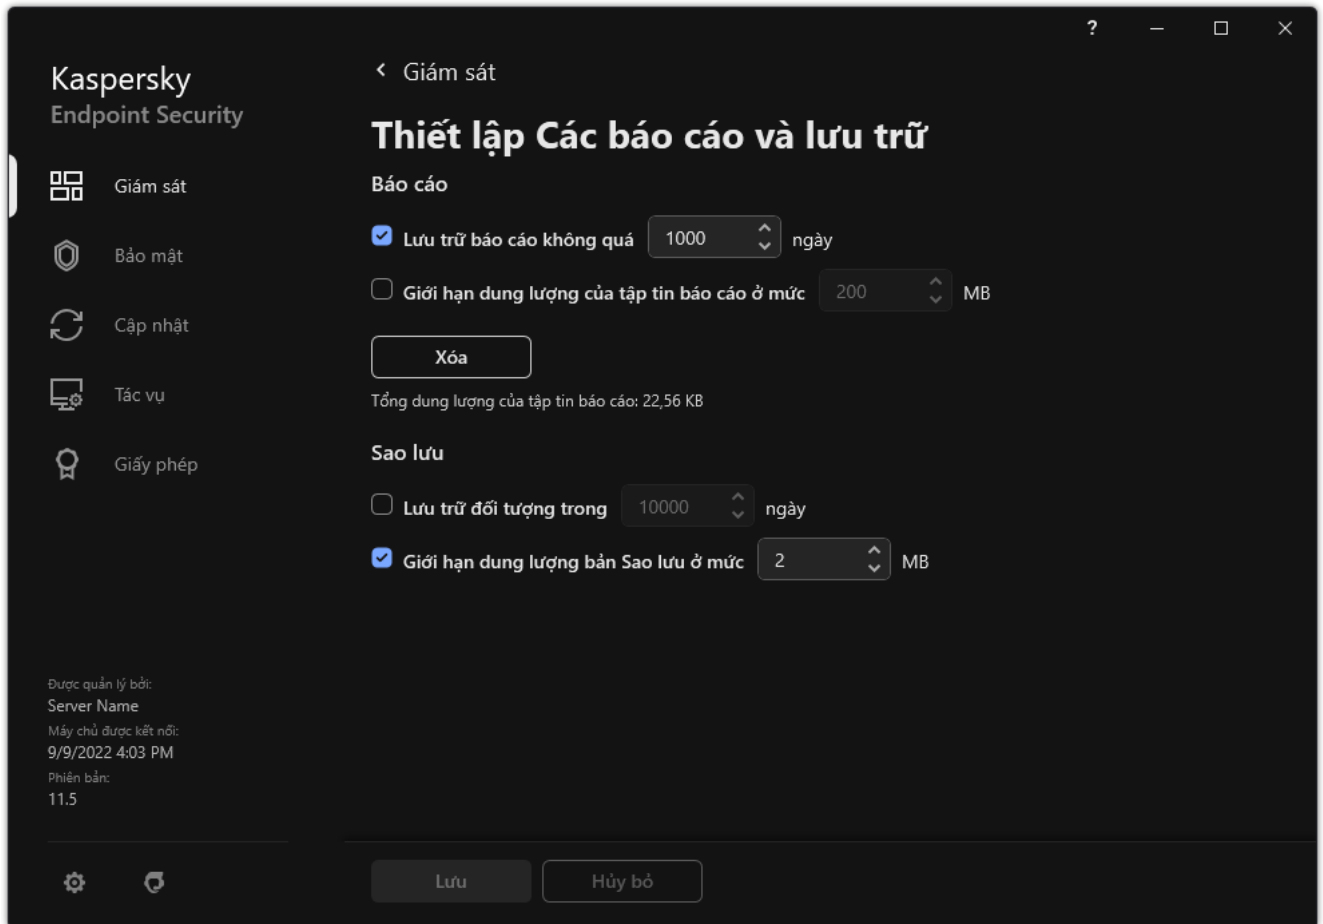 ?
Kaspersky
Endpoint Security
Giám sát
Bảo mật
Cập nhật
Tác vụ
Giấy phép
Được quản lý bởi:
Server Name
Máy chủ được kết nối:
9/9/2022 4:03 PM
Phiên bản:
11.5
Giám sát
Thiết lập Các báo cáo và lưu trữ
Báo cáo
Lưu trữ báo cáo không quá 1000 ngày
Giới hạn dung lượng của tập tin báo cáo ở mức 200 MB
Xóa
Tổng dung lượng của tập tin báo cáo: 22,56 KB
Sao lưu
Lưu trữ đối tượng trong 10000 ngày
Giới hạn dung lượng bản Sao lưu ở mức 2 MB
Lưu Hủy bỏ